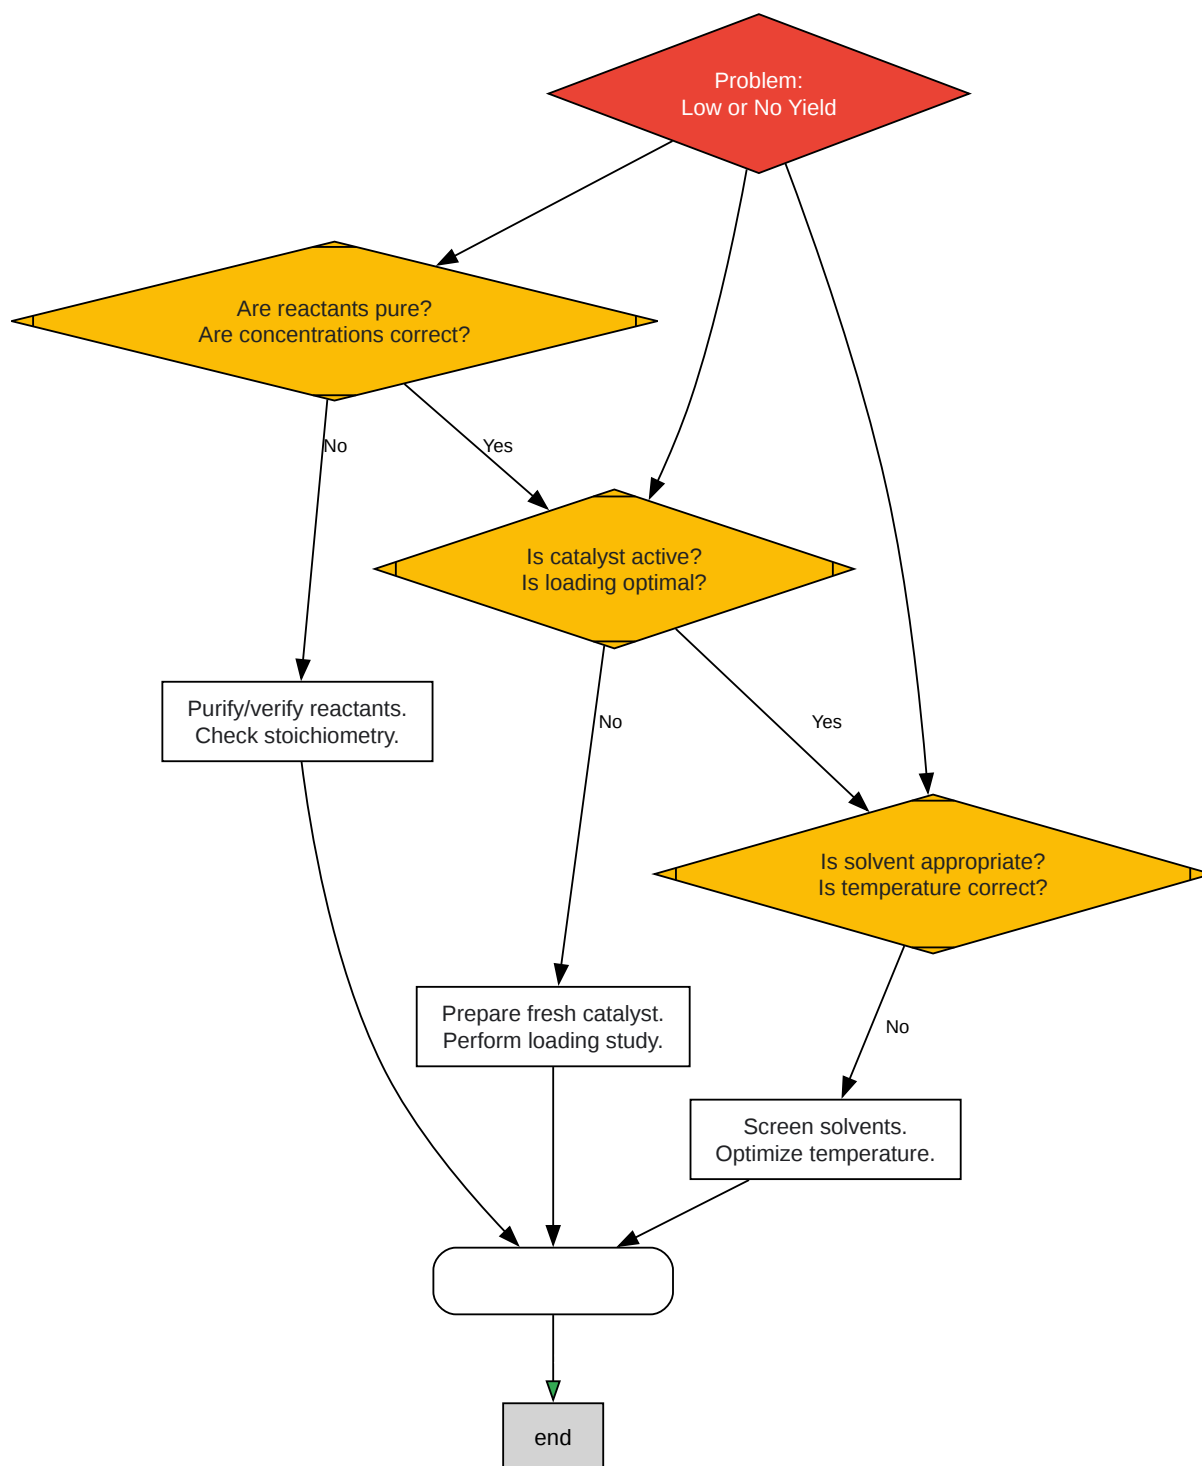 Problem:
Low or No Yield
Are reactants pure?
Are concentrations correct?
No
Yes
Is catalyst active?
Is loading optimal?
Purify/verify reactants.
Check stoichiometry.
No
Yes
Is solvent appropriate?
Is temperature correct?
Prepare fresh catalyst.
Perform loading study.
No
Screen solvents.
Optimize temperature.
end